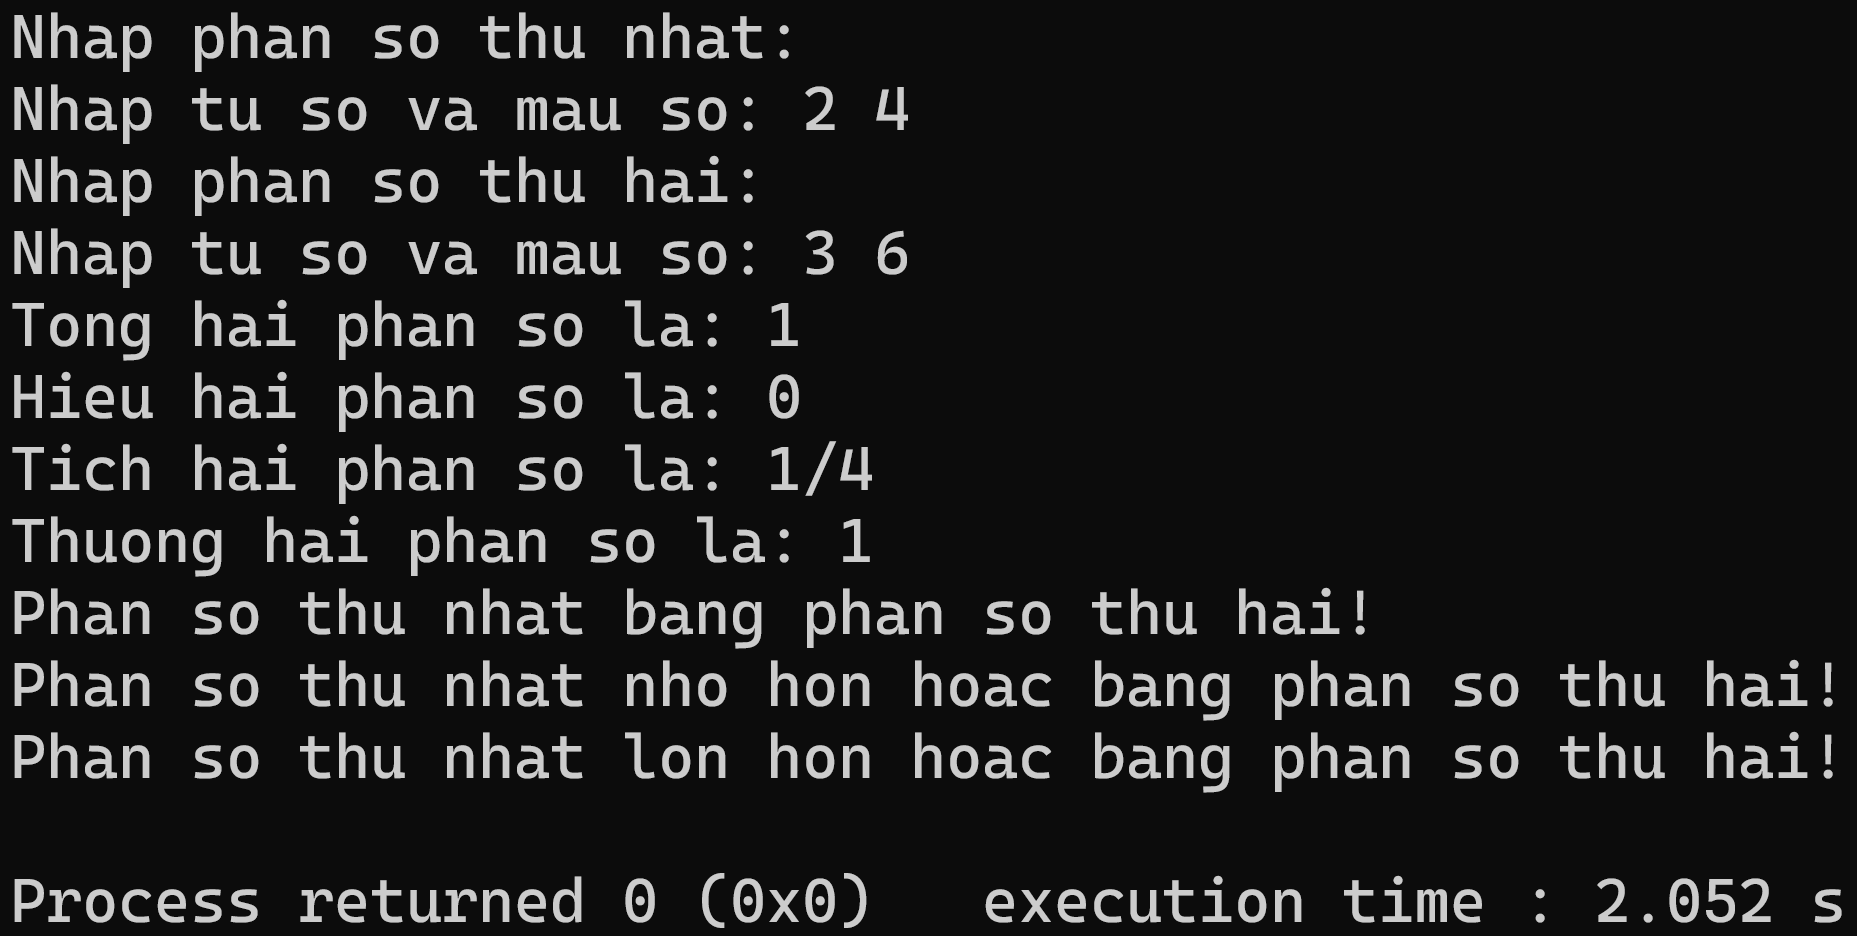 Nhap phan so thu nhat:
Nhap tu so va mau so: 2 4
Nhap phan so thu hai:
Nhap tu so va mau so: 3 6
Tong hai phan so la: 1
Hieu hai phan so la: 0
Tich hai phan so la: 1/4
Thuong hai phan so la: 1
Phan so thu nhat bang phan so thu hai!
Phan so thu nhat nho hon hoac bang phan so thu hai!
Phan so thu nhat lon hon hoac bang phan so thu hai!
Process returned 0 (0x0)   execution time : 2.052 s